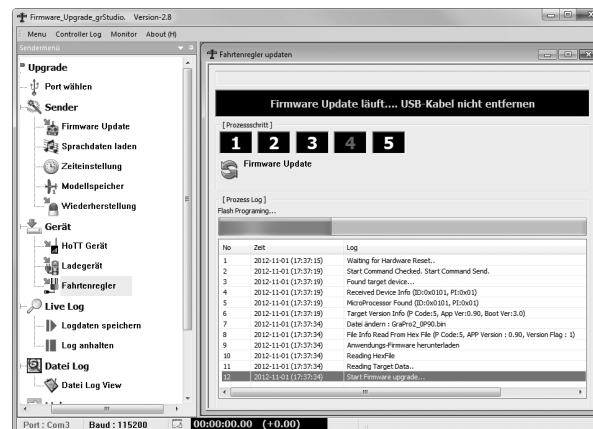 Firmware_Upgrade_grStudio. Version-2.8
Menu Controller Log Monitor About (H)
Sendermenü
Upgrade
Port wählen
Sender
Firmware Update
Sprachdaten laden
Zeiteinstellung
Modellspeicher
Wiederherstellung
Gerät
HoTT Gerät
Ladegerät
Fahrtenregler
Live Log
Logdaten speichern
Log anhalten
Datei Log
Datei Log View
Fahrtenregler updaten
Firmware Update läuft.... USB-Kabel nicht entfernen
[ Prozessschritt ]
1 2 3 4 5
Firmware Update
[ Prozess Log ]
Flash Programing...
No Zeit Log
1 2012-11-01 (17:37:15) Waiting for Hardware Reset..
2 2012-11-01 (17:37:19) Start Command Checked. Start Command Send.
3 2012-11-01 (17:37:19) Found target device...
4 2012-11-01 (17:37:19) Received Device Info (ID:0x0101, PI:0x01)
5 2012-11-01 (17:37:19) MicroProcessor Found (ID:0x0101, PI:0x01)
6 2012-11-01 (17:37:19) Target Version Info (P Code:5, App Ver:0.90, Boot Ver:3.0)
7 2012-11-01 (17:37:34) Datei ändern : GraPro2_0P90.bin
8 2012-11-01 (17:37:34) File Info Read From Hex File (P Code:5, APP Version : 0.90, Version Flag : 1)
9 2012-11-01 (17:37:34) Anwendungs-Firmware herunterladen
10 2012-11-01 (17:37:34) Reading HexFile
11 2012-11-01 (17:37:34) Reading Target Data..
12 2012-11-01 (17:37:34) Start Firmware upgrade...
Port : Com3 Baud : 115200 00:00:00.00 (+0.00)